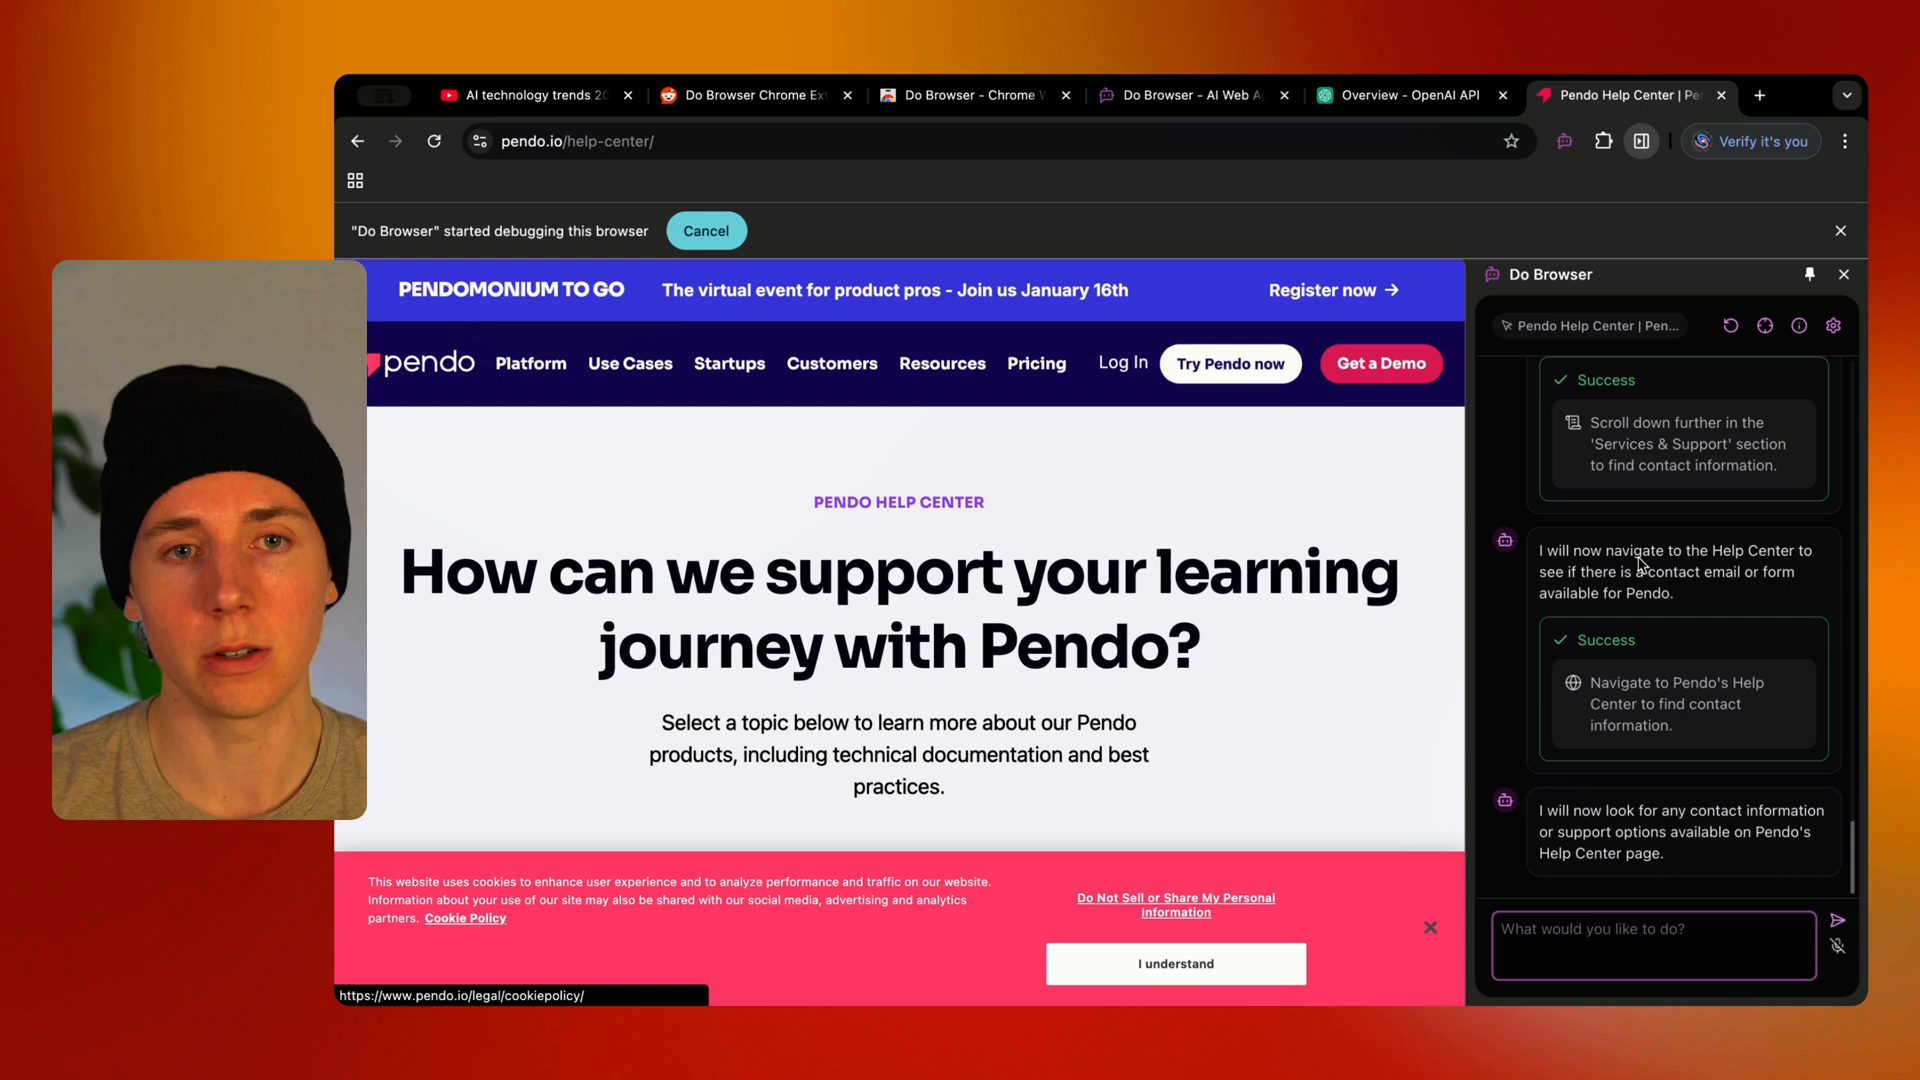 AI technology trends 20
Do Browser Chrome Ext
Do Browser - Chrome W
Do Browser - AI Web Ag
Overview - OpenAI API
Pendo Help Center | Pen
pendo.io/help-center/
Verify it's you
"Do Browser" started debugging this browser
Cancel
PENDOMONIUM TO GO
The virtual event for product pros - Join us January 16th
Register now →
pendo
Platform
Use Cases
Startups
Customers
Resources
Pricing
Log In
Try Pendo now
Get a Demo
PENDO HELP CENTER
How can we support your learning
journey with Pendo?
Select a topic below to learn more about our Pendo
products, including technical documentation and best
practices.
This website uses cookies to enhance user experience and to analyze performance and traffic on our website.
Information about your use of our site may also be shared with our social media, advertising and analytics
partners. Cookie Policy
Do Not Sell or Share My Personal
Information
I understand
https://www.pendo.io/legal/cookiepolicy/
Do Browser
Pendo Help Center | Pen...
Success
Scroll down further in the
'Services & Support' section
to find contact information.
I will now navigate to the Help Center to
see if there is a contact email or form
available for Pendo.
Success
Navigate to Pendo's Help
Center to find contact
information.
I will now look for any contact information
or support options available on Pendo's
Help Center page.
What would you like to do?